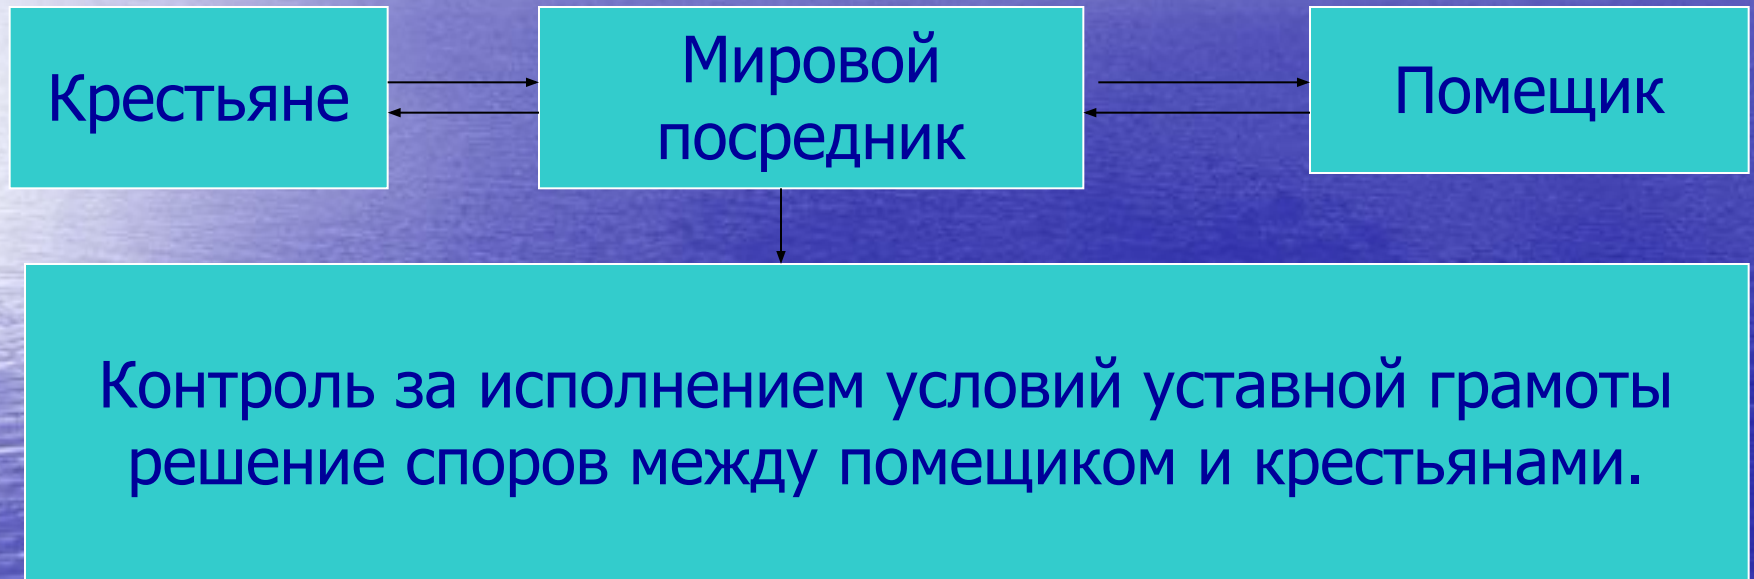 Крестьяне
Мировой
посредник
Помещик
Контроль за исполнением условий уставной грамоты
решение споров между помещиком и крестьянами.